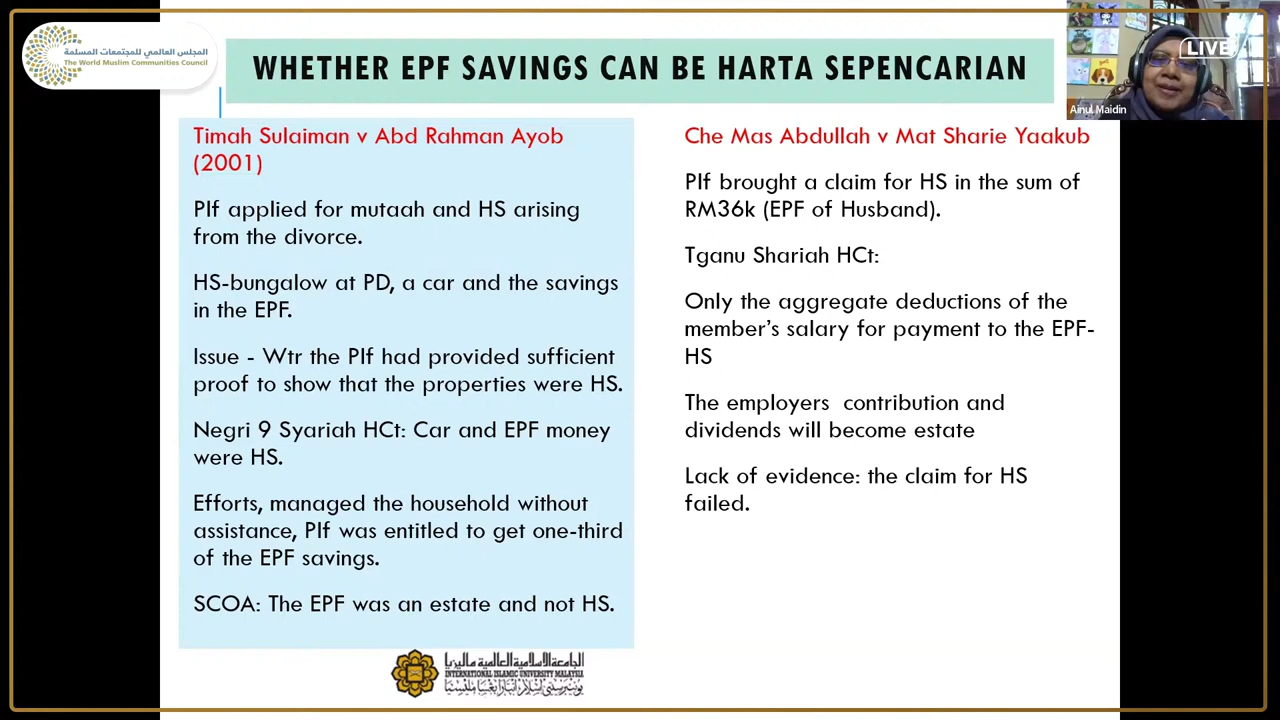 المجلس العالمي للمجتمعات المسلمة
The World Muslim Communities Council
WHETHER EPF SAVINGS CAN BE HARTA SEPENCARIAN
LIVE
Ainul Maidin
Timah Sulaiman v Abd Rahman Ayob
(2001)
Plf applied for mutaah and HS arising
from the divorce.
HS-bungalow at PD, a car and the savings
in the EPF.
Issue - Wtr the Plf had provided sufficient
proof to show that the properties were HS.
Negri 9 Syariah HCt: Car and EPF money
were HS.
Efforts, managed the household without
assistance, Plf was entitled to get one-third
of the EPF savings.
SCOA: The EPF was an estate and not HS.
Che Mas Abdullah v Mat Sharie Yaakub
Plf brought a claim for HS in the sum of
RM36k (EPF of Husband).
Tganu Shariah HCt:
Only the aggregate deductions of the
member's salary for payment to the EPF-
HS
The employers  contribution and
dividends will become estate
Lack of evidence: the claim for HS
failed.
الجامعة الإسلامية العالمية ماليزيا
INTERNATIONAL ISLAMIC UNIVERSITY MALAYSIA